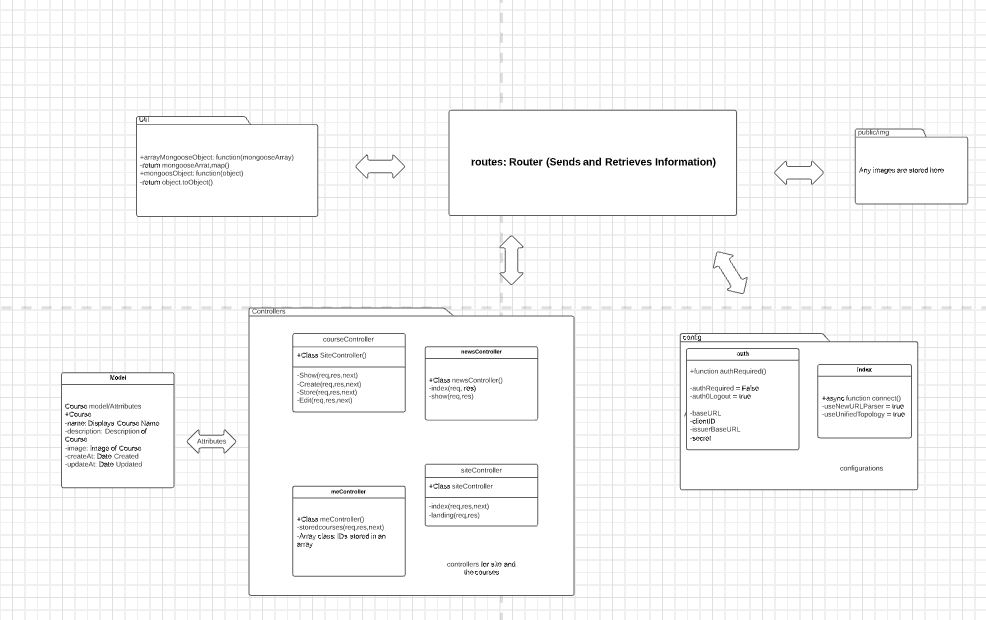 Util
+arrayMongooseObject: function(mongooseArray)
-return mongooseArrat.map()
+mongoosObject: function(object)
-return object.toObject()
routes: Router (Sends and Retrieves Information)
public/img
Any images are stored here
Controllers
courseController
+Class SiteController()
-Show(req,res,next)
-Create(req,res,next)
-Store(req,res,next)
-Edit(req,res,next)
newsController
+Class newsController()
-index(req, res)
-show(req,res)
siteController
+Class siteController
-index(req,res,next)
-landing(req,res)
meController
+Class meController()
-storedcourses(req,res,next)
-Array class: IDs stored in an
array
controllers for site and
the courses
Model
Course model/Attributes
+Course
-name: Displays Course Name
-description: Description of
Course
-image: Image of Course
-createAt: Date Created
-updateAt: Date Updated
Attributes
config
auth
+function authRequired()
-authRequired = False
-auth0Logout = true
/
-baseURL
-clientID
-issuerBaseURL
-secret
Index
+async function connect()
-useNewURLParser = true
-useUnifiedTopology = true
configurations